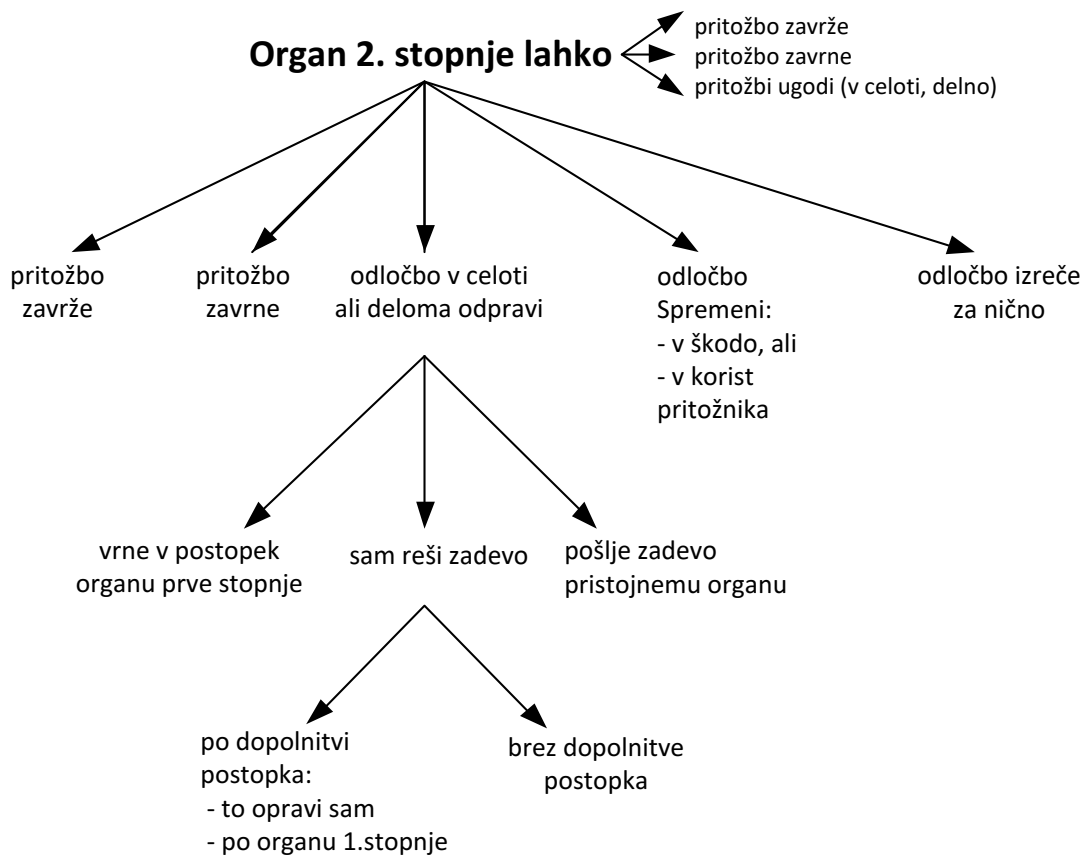 Organ 2. stopnje lahko
pritožbo zavrže
pritožbo zavrne
pritožbi ugodi (v celoti, delno)
pritožbo
zavrže
pritožbo
zavrne
odločbo v celoti
ali deloma odpravi
odločbo
Spremeni:
- v škodo, ali
- v korist
pritožnika
odločbo izreče
za nično
vrne v postopek
organu prve stopnje
sam reši zadevo
pošlje zadevo
pristojnemu organu
po dopolnitvi
postopka:
- to opravi sam
- po organu 1.stopnje
brez dopolnitve
postopka